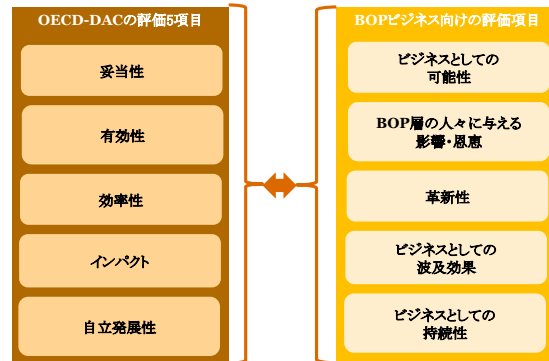 OECD-DACの評価5項目
妥当性
有効性
効率性
インパクト
自立発展性
BOPビジネス向けの評価項目
ビジネスとしての
可能性
BOP層の人々に与える
影響・恩恵
革新性
ビジネスとしての
波及効果
ビジネスとしての
持続性